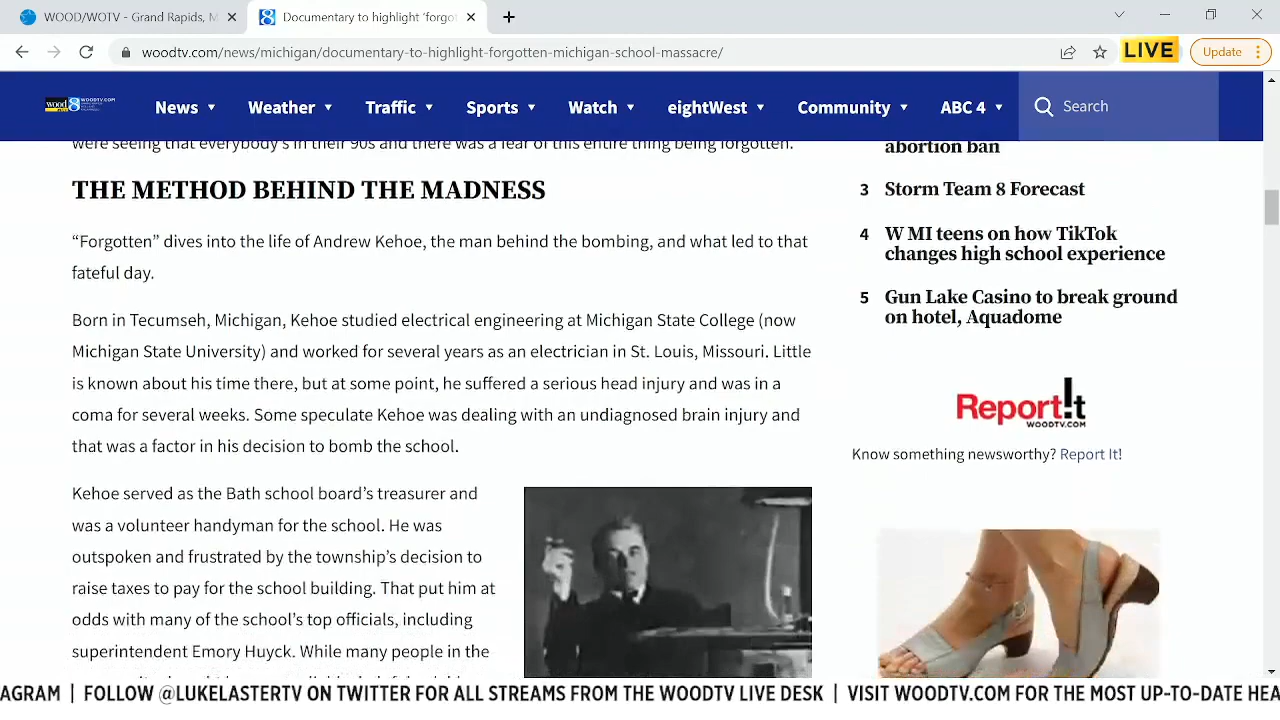 WOOD/WOTV - Grand Rapids, M
Documentary to highlight 'forgot
woodtv.com/news/michigan/documentary-to-highlight-forgotten-michigan-school-massacre/
LIVE
Update
wood 8 WOODTV.COM
News
Weather
Traffic
Sports
Watch
eightWest
Community
ABC 4
Search
were seeing that everybody's in their 90s and there was a fear of this entire thing being forgotten.
THE METHOD BEHIND THE MADNESS
“Forgotten” dives into the life of Andrew Kehoe, the man behind the bombing, and what led to that
fateful day.
Born in Tecumseh, Michigan, Kehoe studied electrical engineering at Michigan State College (now
Michigan State University) and worked for several years as an electrician in St. Louis, Missouri. Little
is known about his time there, but at some point, he suffered a serious head injury and was in a
coma for several weeks. Some speculate Kehoe was dealing with an undiagnosed brain injury and
that was a factor in his decision to bomb the school.
Kehoe served as the Bath school board’s treasurer and
was a volunteer handyman for the school. He was
outspoken and frustrated by the township’s decision to
raise taxes to pay for the school building. That put him at
odds with many of the school’s top officials, including
superintendent Emory Huyck. While many people in the
abortion ban
3 Storm Team 8 Forecast
4 W MI teens on how TikTok
changes high school experience
5 Gun Lake Casino to break ground
on hotel, Aquadome
Report!t
WOODTV.COM
Know something newsworthy? Report It!
AGRAM | FOLLOW @LUKELASTERTV ON TWITTER FOR ALL STREAMS FROM THE WOODTV LIVE DESK | VISIT WOODTV.COM FOR THE MOST UP-TO-DATE HEA